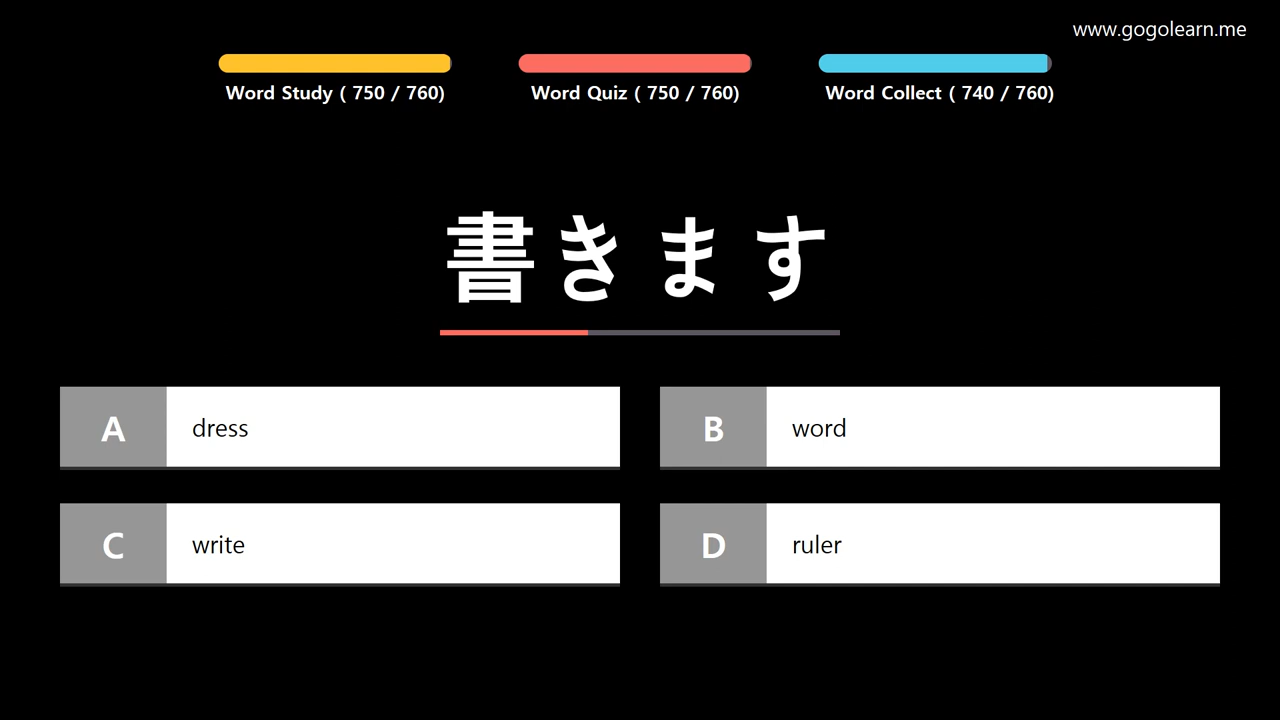 www.gogolearn.me
Word Study ( 750 / 760)
Word Quiz ( 750 / 760)
Word Collect ( 740 / 760)
書きます
A dress
B word
C write
D ruler